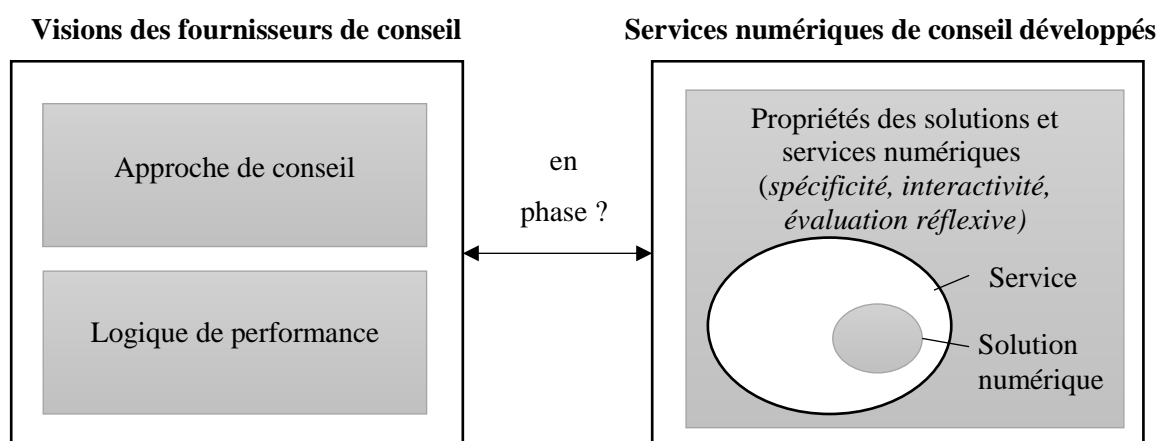 Visions des fournisseurs de conseil
Services numériques de conseil développés
Approche de conseil
Logique de performance
en
phase ?
Propriétés des solutions et
services numériques
(spécificité, interactivité,
évaluation réflexive)
Service
Solution
numérique